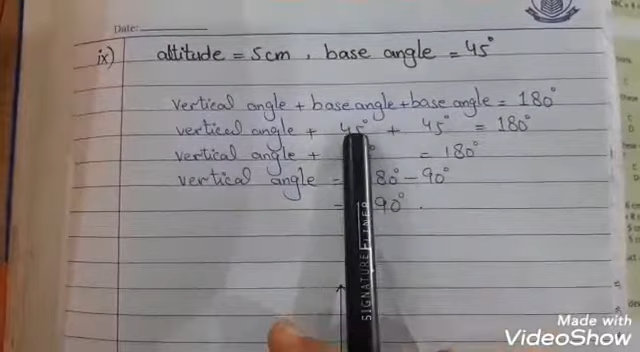 Date:
ix) altitude = 5cm , base angle = 45°
vertical angle + base angle + base angle = 180°
vertical angle + 45° + 45° = 180°
vertical angle + ° = 180°
vertical angle = 80° - 90°
= 90° .
SIGNATURE LINER
Made with
VideoShow